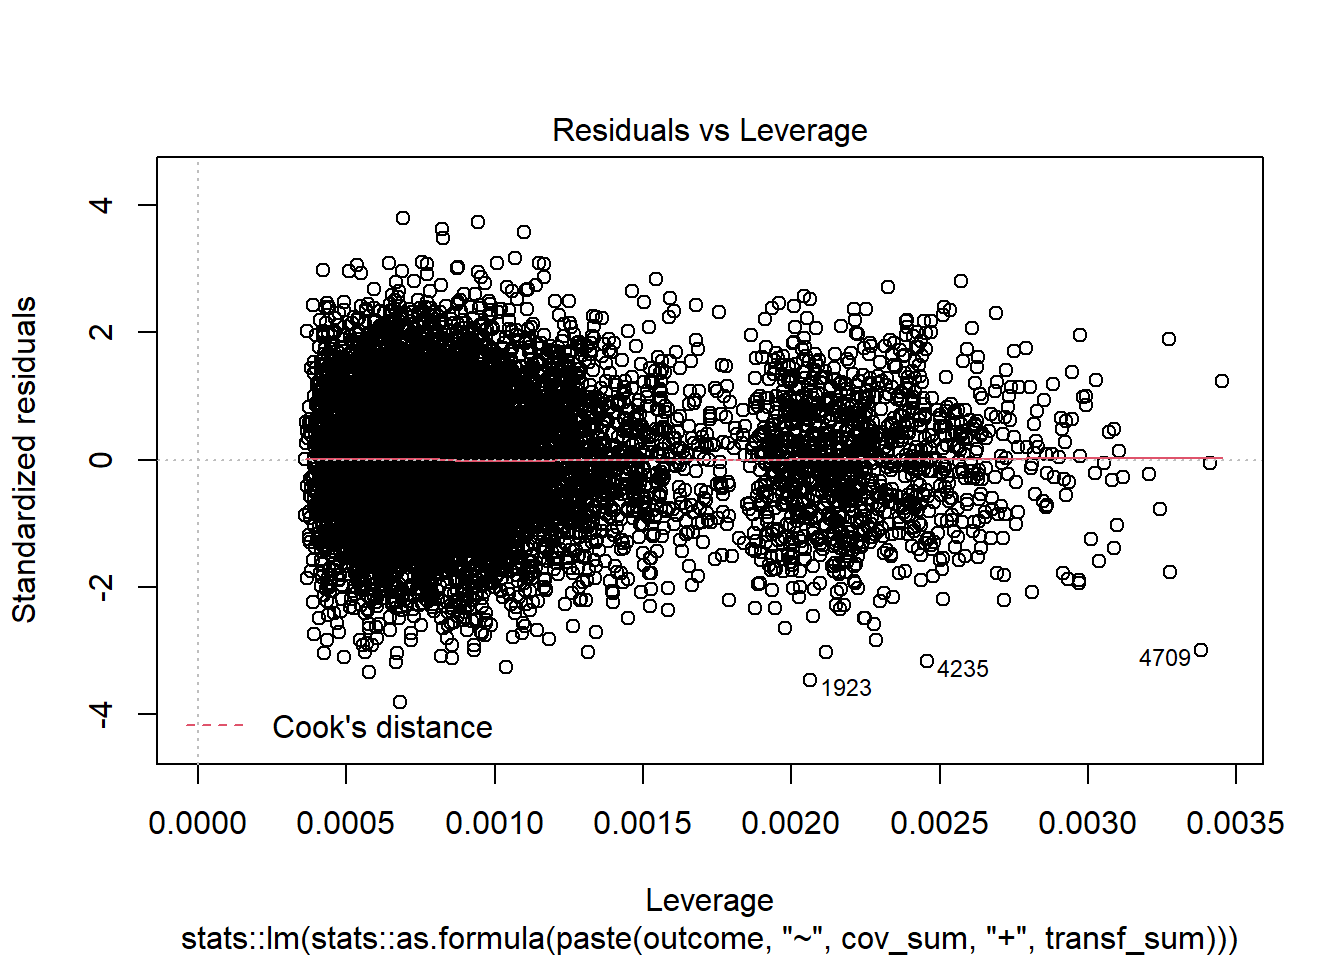 Residuals vs Leverage
Standardized residuals
4
2
0
-2
-4
4709
4235
1923
Cook's distance
0.0000 0.0005 0.0010 0.0015 0.0020 0.0025 0.0030 0.0035
Leverage
stats::lm(stats::as.formula(paste(outcome, "~", cov_sum, "+", transf_sum)))